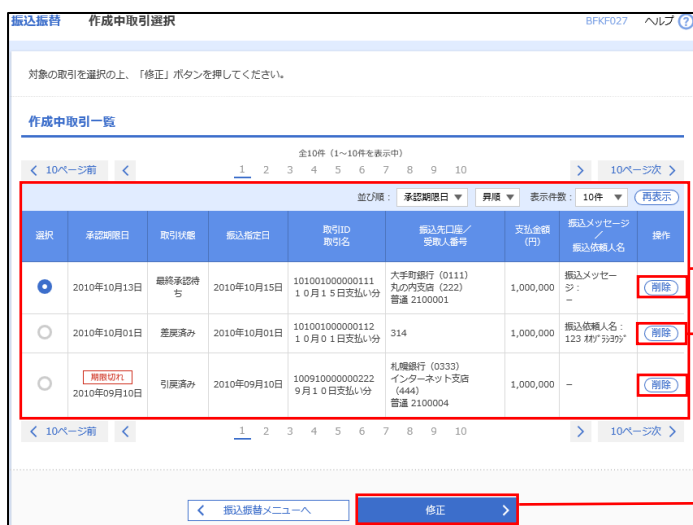 振込振替 作成中取引選択 BFKF027 ヘルプ ?
対象の取引を選択の上、「修正」ボタンを押してください。
作成中取引一覧
全10件(1~10件を表示中)
< 10ページ前 < 1 2 3 4 5 6 7 8 9 10 > 10ページ次 >
並び順: 承認期限日 ▼ 昇順 ▼ 表示件数: 10件 ▼ 再表示
選択 承認期限日 取引状態 振込指定日 取引ID 取引名 振込先口座/受取人番号 支払金額(円) 振込メッセージ/振込依頼人名 操作
2010年10月13日 最終承認待ち 2010年10月15日 101001000000111 10月15日支払い分 大手町銀行(0111) 丸の内支店(222) 普通 2100001 1,000,000 振込メッセージ: − 削除
2010年10月01日 差戻済み 2010年10月01日 101001000000112 10月01日支払い分 314 1,000,000 振込依頼人名: 123 削除
期限切れ 2010年09月10日 引戻済み 2010年09月10日 100910000000222 9月10日支払い分 札幌銀行(0333) インターネット支店(444) 普通 2100004 1,000,000 − 削除
< 10ページ前 < 1 2 3 4 5 6 7 8 9 10 > 10ページ次 >
< 振込振替メニューへ 修正 >